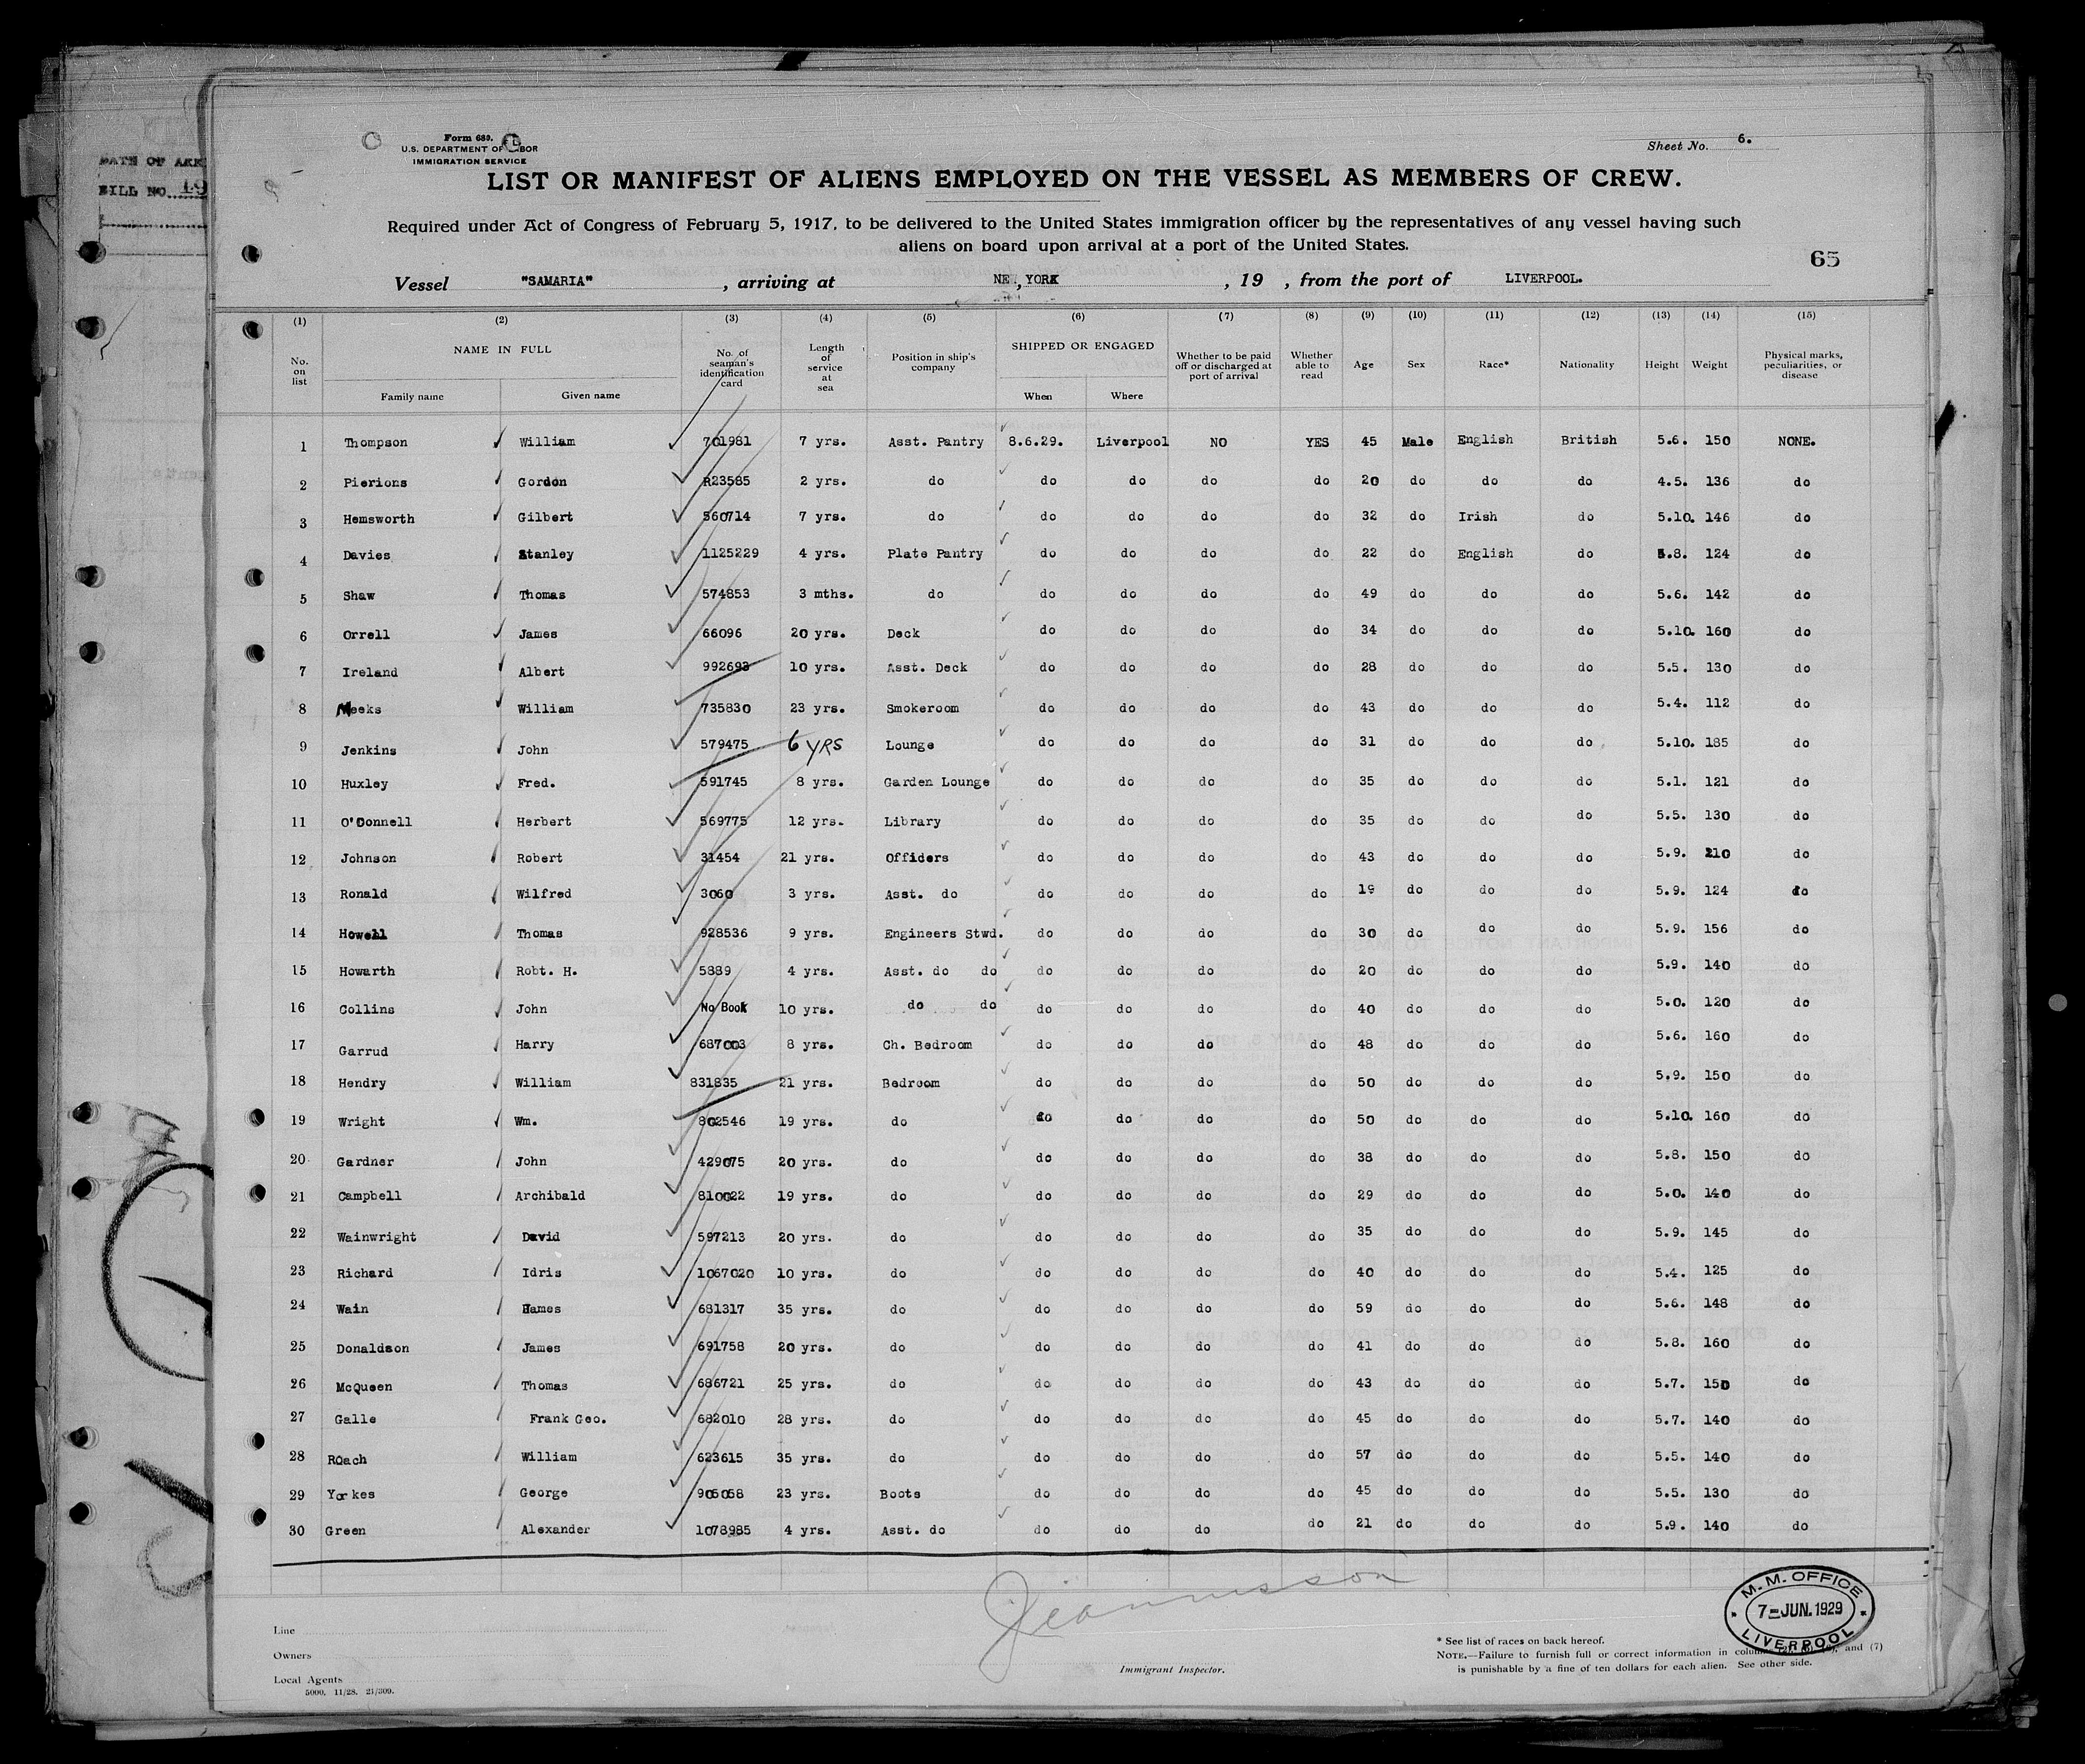 DATE OF ARR
BILL NO. 19
Form 680.
U.S. DEPARTMENT OF LABOR
IMMIGRATION SERVICE
Sheet No. 6.
LIST OR MANIFEST OF ALIENS EMPLOYED ON THE VESSEL AS MEMBERS OF CREW.
Required under Act of Congress of February 5, 1917, to be delivered to the United States immigration officer by the representatives of any vessel having such
aliens on board upon arrival at a port of the United States.
65
Vessel "SAMARIA" , arriving at NE , YORK , 19 , from the port of LIVERPOOL.
(1) (2) (3) (4) (5) (6) (7) (8) (9) (10) (11) (12) (13) (14) (15)
No. on list NAME IN FULL Family name Given name No. of seaman's identification card Length of service at sea Position in ship's company SHIPPED OR ENGAGED When Where Whether to be paid off or discharged at port of arrival Whether able to read Age Sex Race* Nationality Height Weight Physical marks, peculiarities, or disease
1 Thompson William 701981 7 yrs. Asst. Pantry 8.6.29. Liverpool NO YES 45 Male English British 5.6. 150 NONE.
2 Pierions Gordon R23585 2 yrs. do do do do do 20 do do do 4.5. 136 do
3 Hemsworth Gilbert 560714 7 yrs. do do do do do 32 do Irish do 5.10. 146 do
4 Davies Stanley 1125229 4 yrs. Plate Pantry do do do do 22 do English do 5.8. 124 do
5 Shaw Thomas 574853 3 mths. do do do do do 49 do do do 5.6. 142 do
6 Orrell James 66096 20 yrs. Deck do do do do 34 do do do 5.10. 160 do
7 Ireland Albert 992693 10 yrs. Asst. Deck do do do do 28 do do do 5.5. 130 do
8 Meeks William 735830 23 yrs. Smokeroom do do do do 43 do do do 5.4. 112 do
9 Jenkins John 579475 6 YRS Lounge do do do do 31 do do do 5.10. 185 do
10 Huxley Fred. 591745 8 yrs. Garden Lounge do do do do 35 do do do 5.1. 121 do
11 O'Donnell Herbert 569775 12 yrs. Library do do do do 35 do do do 5.5. 130 do
12 Johnson Robert 31454 21 yrs. Offiders do do do do 43 do do do 5.9. 210 do
13 Ronald Wilfred 3060 3 yrs. Asst. do do do do do 19 do do do 5.9. 124 do
14 Howell Thomas 928536 9 yrs. Engineers Stwd. do do do do 30 do do do 5.9. 156 do
15 Howarth Robt. H. 5889 4 yrs. Asst. do do do do do do 20 do do do 5.9. 140 do
16 Collins John No Book 10 yrs. do do do do do do 40 do do do 5.0. 120 do
17 Garrud Harry 687003 8 yrs. Ch. Bedroom do do do do 48 do do do 5.6. 160 do
18 Hendry William 831835 21 yrs. Bedroom do do do do 50 do do do 5.9. 150 do
19 Wright Wm. 802546 19 yrs. do do do do do 50 do do do 5.10. 160 do
20 Gardner John 429075 20 yrs. do do do do do 38 do do do 5.8. 150 do
21 Campbell Archibald 810022 19 yrs. do do do do do 29 do do do 5.0. 140 do
22 Wainwright David 597213 20 yrs. do do do do do 35 do do do 5.9. 145 do
23 Richard Idris 1067020 10 yrs. do do do do do 40 do do do 5.4. 125 do
24 Wain Hames 681317 35 yrs. do do do do do 59 do do do 5.6. 148 do
25 Donaldson James 691758 20 yrs. do do do do do 41 do do do 5.8. 160 do
26 McQueen Thomas 686721 25 yrs. do do do do do 43 do do do 5.7. 150 do
27 Galle Frank Geo. 682010 28 yrs. do do do do do 45 do do do 5.7. 140 do
28 ROach William 623615 35 yrs. do do do do do 57 do do do 5.5. 140 do
29 Yorkes George 905058 23 yrs. Boots do do do do 45 do do do 5.5. 130 do
30 Green Alexander 1078985 4 yrs. Asst. do do do do do 21 do do do 5.9. 140 do
M. M. OFFICE
7-JUN.1929
LIVERPOOL
Line
Owners
Local Agents
5000. 11/28. 21/309.
Immigrant Inspector.
* See list of races on back hereof.
NOTE.—Failure to furnish full or correct information in and (7)
is punishable by a fine of ten dollars for each alien. See other side.